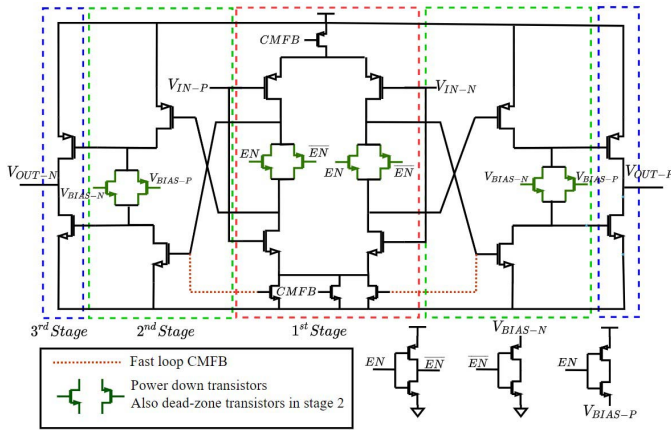 CMFB
V_{IN-P}
V_{IN-N}
EN
\overline{EN}
EN
\overline{EN}
V_{OUT-N}
V_{BIAS-N}
V_{BIAS-P}
V_{BIAS-N}
V_{BIAS-P}
V_{OUT-P}
CMFB
3^{rd} Stage
2^{nd} Stage
1^{st} Stage
Fast loop CMFB
Power down transistors
Also dead-zone transistors in stage 2
EN
\overline{EN}
V_{BIAS-N}
\overline{EN}
EN
V_{BIAS-P}